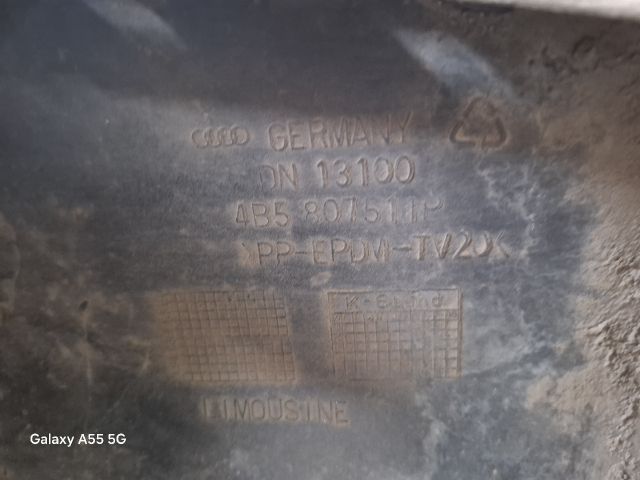 GERMANY
DN 13100
4B5 807511P
>PP-EPDM-TV20<
K-Stand
LIMOUSINE
Galaxy A55 5G